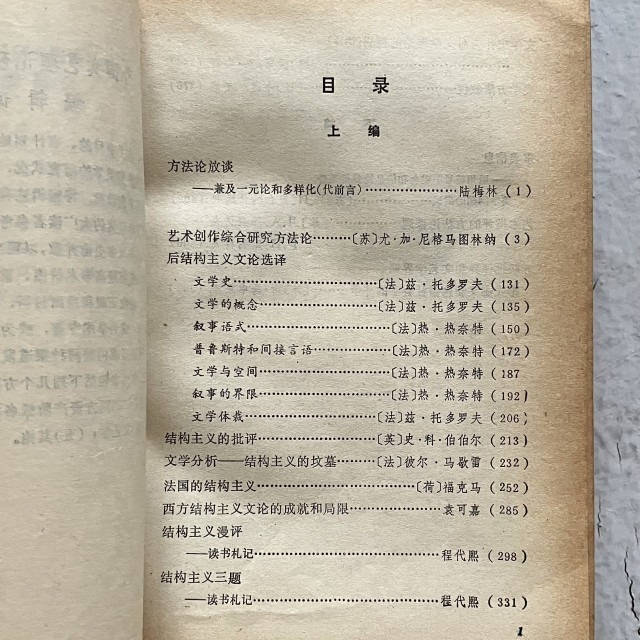 目　录
上　编
方法论放谈
——兼及一元论和多样化(代前言)………………陆梅林 (1)
艺术创作综合研究方法论………〔苏〕尤·加·尼格马图林纳 (3)
后结构主义文论选译
文学史………………………………〔法〕兹·托多罗夫 (131)
文学的概念…………………………〔法〕兹·托多罗夫 (135)
叙事语式………………………………〔法〕热·热奈特 (150)
普鲁斯特和间接言语…………………〔法〕热·热奈特 (172)
文学与空间……………………………〔法〕热·热奈特 (187
叙事的界限……………………………〔法〕热·热奈特 (192)
文学体裁……………………………〔法〕兹·托多罗夫 (206)
结构主义的批评………………………〔英〕史·科·伯伯尔 (213)
文学分析——结构主义的坟墓………〔法〕彼尔·马歇雷 (232)
法国的结构主义……………………………〔荷〕福克马 (252)
西方结构主义文论的成就和局限…………………袁可嘉 (285)
结构主义漫评
——读书札记………………………………………程代熙 (298)
结构主义三题
——读书札记………………………………………程代熙 (331)
1